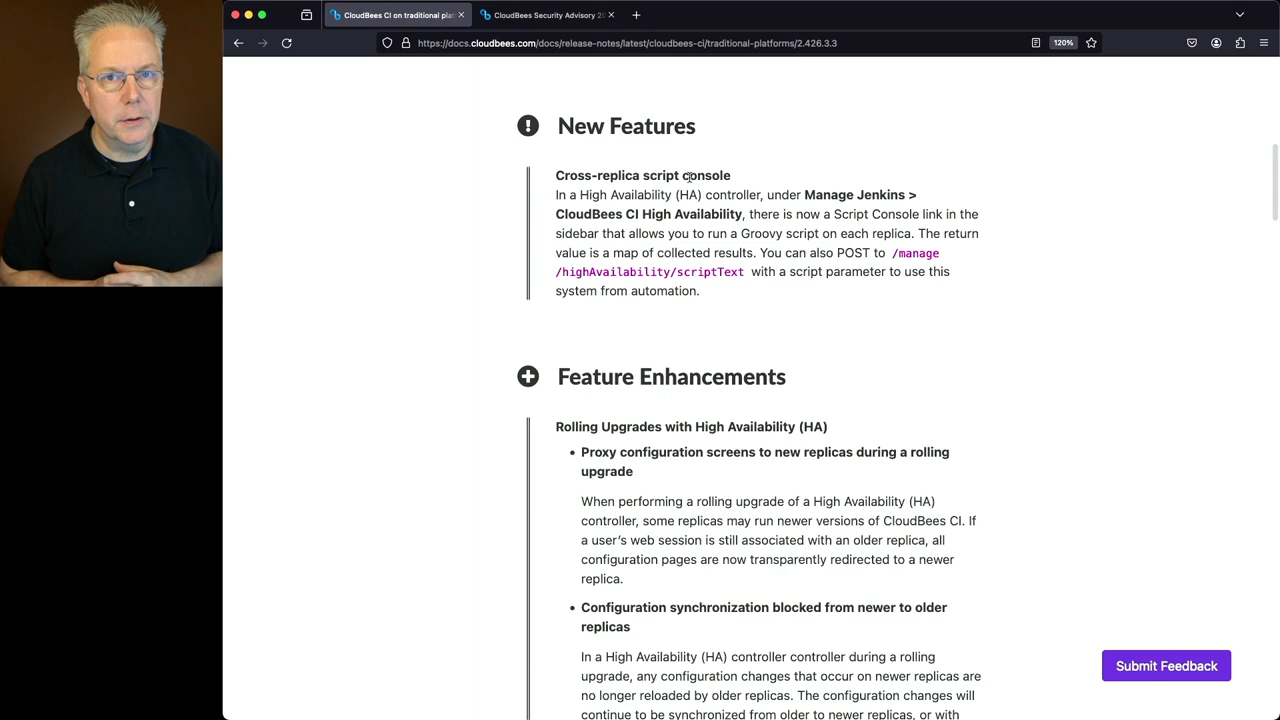 CloudBees CI on traditional plat
CloudBees Security Advisory 20
https://docs.cloudbees.com/docs/release-notes/latest/cloudbees-ci/traditional-platforms/2.426.3.3
120%
New Features
Cross-replica script console
In a High Availability (HA) controller, under Manage Jenkins >
CloudBees CI High Availability, there is now a Script Console link in the
sidebar that allows you to run a Groovy script on each replica. The return
value is a map of collected results. You can also POST to /manage
/highAvailability/scriptText with a script parameter to use this
system from automation.
Feature Enhancements
Rolling Upgrades with High Availability (HA)
• Proxy configuration screens to new replicas during a rolling
upgrade
When performing a rolling upgrade of a High Availability (HA)
controller, some replicas may run newer versions of CloudBees CI. If
a user's web session is still associated with an older replica, all
configuration pages are now transparently redirected to a newer
replica.
• Configuration synchronization blocked from newer to older
replicas
In a High Availability (HA) controller controller during a rolling
upgrade, any configuration changes that occur on newer replicas are
no longer reloaded by older replicas. The configuration changes will
continue to be synchronized from older to newer replicas, or with
Submit Feedback